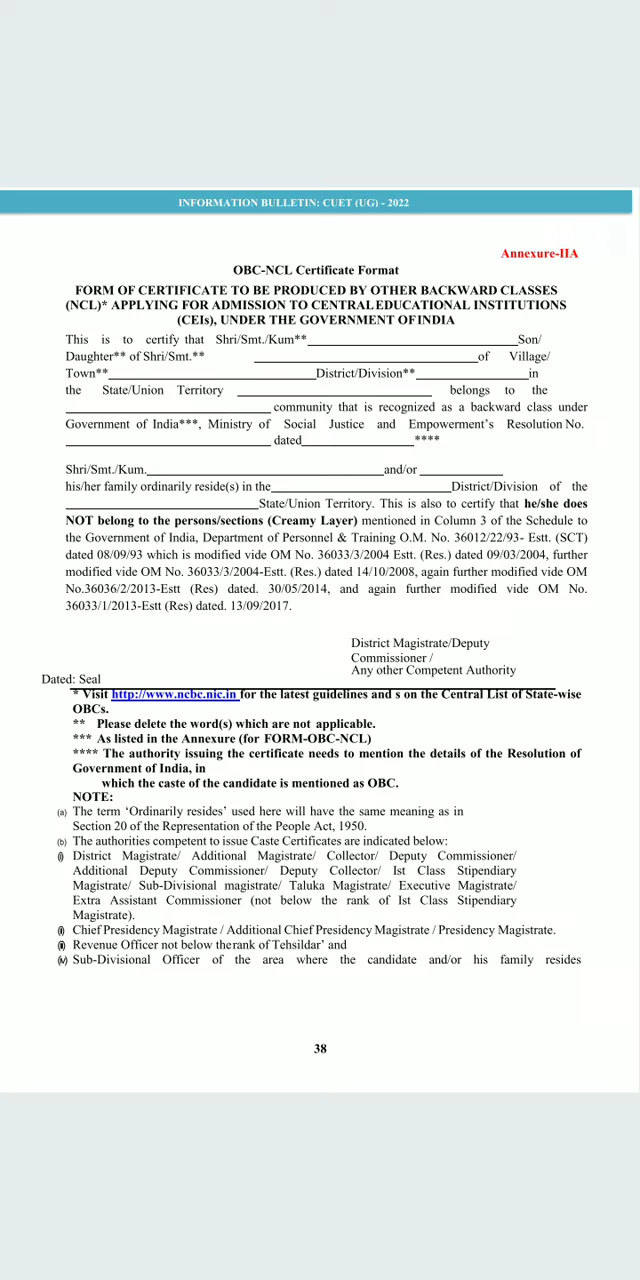 INFORMATION BULLETIN: CUET (UG) - 2022
Annexure-IIA
OBC-NCL Certificate Format
FORM OF CERTIFICATE TO BE PRODUCED BY OTHER BACKWARD CLASSES
(NCL)* APPLYING FOR ADMISSION TO CENTRAL EDUCATIONAL INSTITUTIONS
(CEIs), UNDER THE GOVERNMENT OF INDIA
This is to certify that Shri/Smt./Kum** Son/
Daughter** of Shri/Smt.** of Village/
Town** District/Division** in
the State/Union Territory belongs to the
community that is recognized as a backward class under
Government of India***, Ministry of Social Justice and Empowerment's Resolution No.
dated ****
Shri/Smt./Kum. and/or
his/her family ordinarily reside(s) in the District/Division of the
State/Union Territory. This is also to certify that he/she does
NOT belong to the persons/sections (Creamy Layer) mentioned in Column 3 of the Schedule to
the Government of India, Department of Personnel & Training O.M. No. 36012/22/93- Estt. (SCT)
dated 08/09/93 which is modified vide OM No. 36033/3/2004 Estt. (Res.) dated 09/03/2004, further
modified vide OM No. 36033/3/2004-Estt. (Res.) dated 14/10/2008, again further modified vide OM
No.36036/2/2013-Estt (Res) dated. 30/05/2014, and again further modified vide OM No.
36033/1/2013-Estt (Res) dated. 13/09/2017.
District Magistrate/Deputy
Commissioner /
Any other Competent Authority
Dated: Seal
* Visit http://www.ncbc.nic.in for the latest guidelines and s on the Central List of State-wise
OBCs.
** Please delete the word(s) which are not applicable.
*** As listed in the Annexure (for FORM-OBC-NCL)
**** The authority issuing the certificate needs to mention the details of the Resolution of
Government of India, in
which the caste of the candidate is mentioned as OBC.
NOTE:
(a) The term 'Ordinarily resides' used here will have the same meaning as in
Section 20 of the Representation of the People Act, 1950.
(b) The authorities competent to issue Caste Certificates are indicated below:
(i) District Magistrate/ Additional Magistrate/ Collector/ Deputy Commissioner/
Additional Deputy Commissioner/ Deputy Collector/ Ist Class Stipendiary
Magistrate/ Sub-Divisional magistrate/ Taluka Magistrate/ Executive Magistrate/
Extra Assistant Commissioner (not below the rank of Ist Class Stipendiary
Magistrate).
(ii) Chief Presidency Magistrate / Additional Chief Presidency Magistrate / Presidency Magistrate.
(iii) Revenue Officer not below the rank of Tehsildar' and
(iv) Sub-Divisional Officer of the area where the candidate and/or his family resides
38